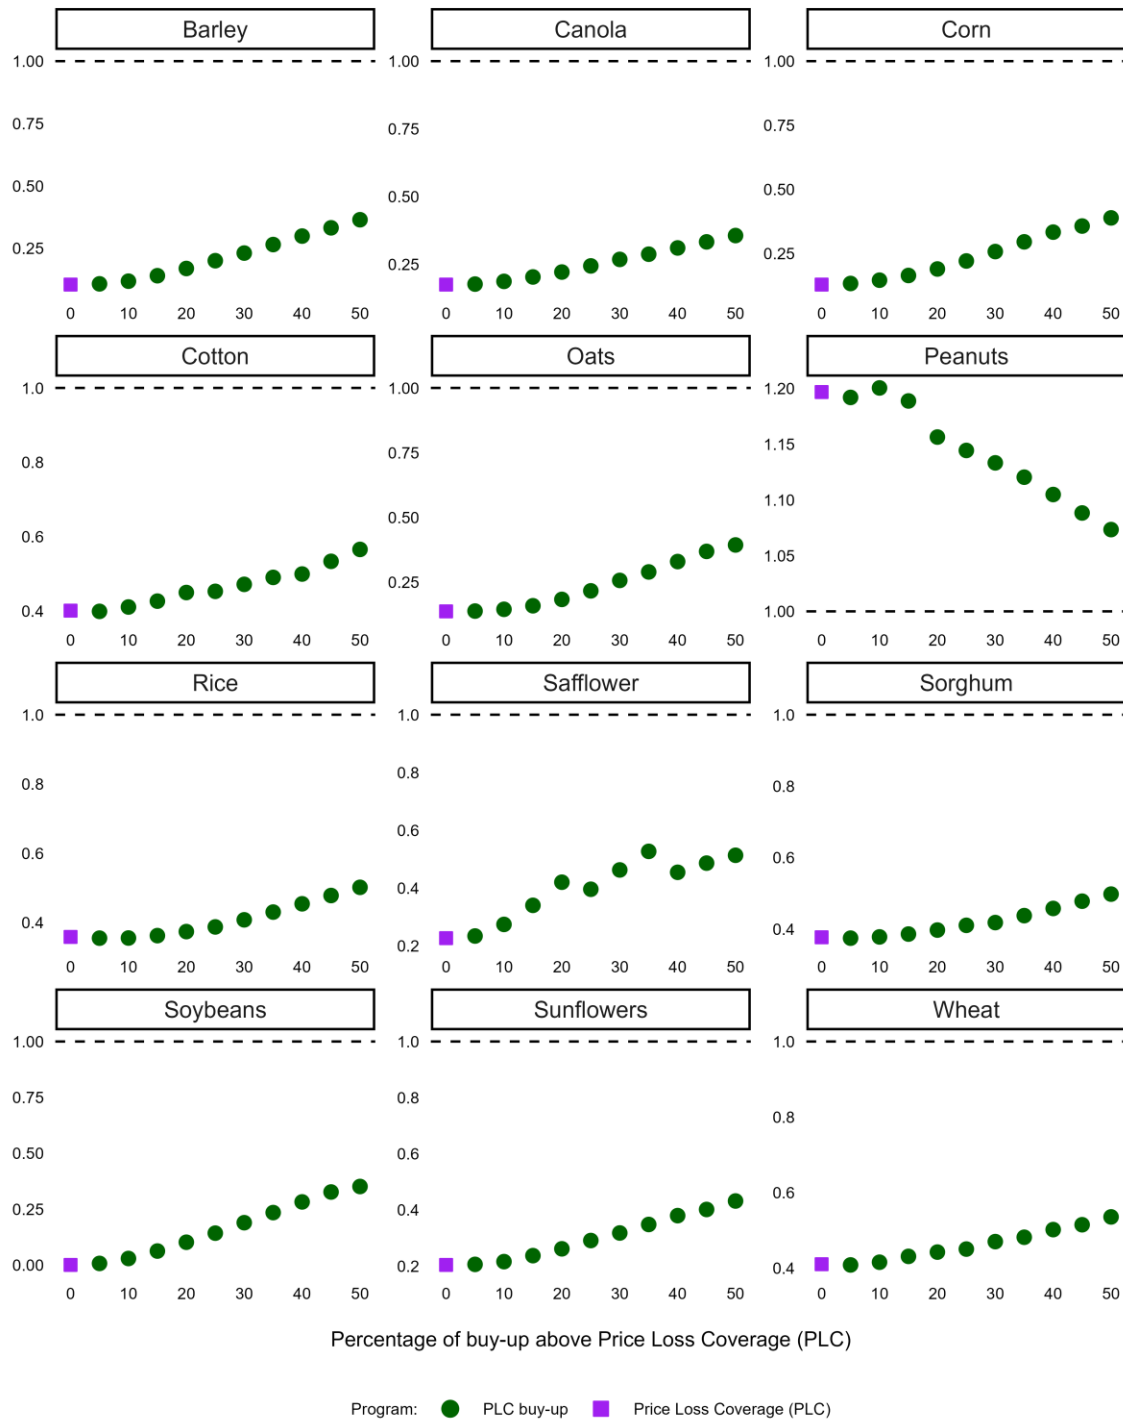 Barley Canola Corn
1.00 1.00 1.00
0.75 0.75 0.75
0.50 0.50 0.50
0.25 0.25 0.25
0 10 20 30 40 50 0 10 20 30 40 50 0 10 20 30 40 50
Cotton Oats Peanuts
1.0 1.00 1.20
0.8 0.75 1.15
0.6 0.50 1.10
0.4 0.25 1.05
1.00
0 10 20 30 40 50 0 10 20 30 40 50 0 10 20 30 40 50
Rice Safflower Sorghum
1.0 1.0 1.0
0.8 0.8 0.8
0.6 0.6 0.6
0.4 0.4 0.4
0.2
0 10 20 30 40 50 0 10 20 30 40 50 0 10 20 30 40 50
Soybeans Sunflowers Wheat
1.00 1.0 1.0
0.75 0.8 0.8
0.50 0.6 0.6
0.25 0.4 0.4
0.00 0.2
0 10 20 30 40 50 0 10 20 30 40 50 0 10 20 30 40 50
Percentage of buy-up above Price Loss Coverage (PLC)
Program: PLC buy-up Price Loss Coverage (PLC)